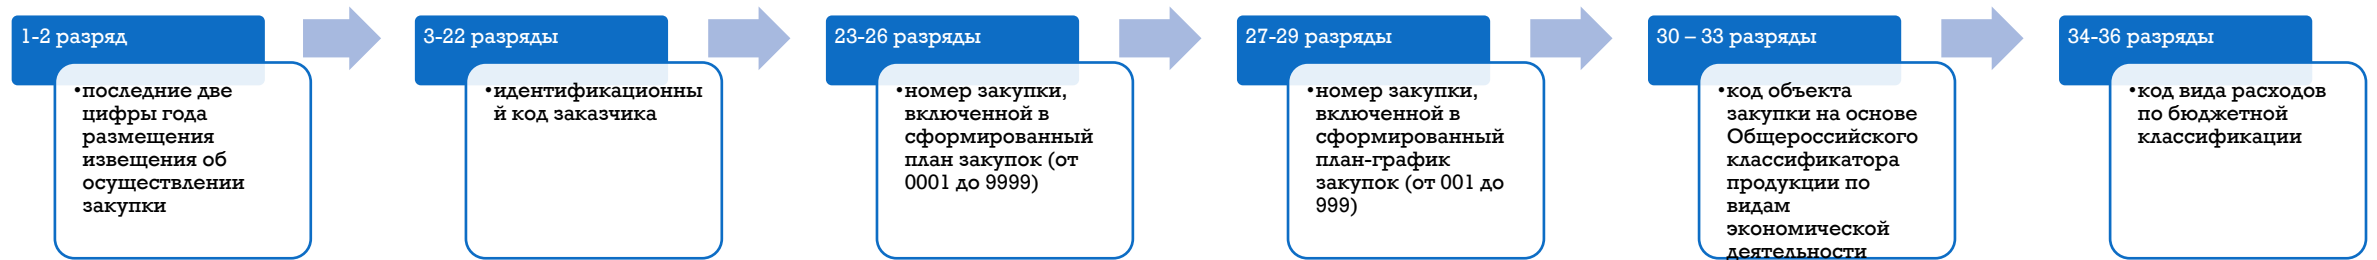 1-2 разряд
•последние две
цифры года
размещения
извещения об
осуществлении
закупки
3-22 разряды
•идентификационны
й код заказчика
23-26 разряды
•номер закупки,
включенной в
сформированный
план закупок (от
0001 до 9999)
27-29 разряды
•номер закупки,
включенной в
сформированный
план-график
закупок (от 001 до
999)
30 – 33 разряды
•код объекта
закупки на основе
Общероссийского
классификатора
продукции по
видам
экономической
деятельности
34-36 разряды
•код вида расходов
по бюджетной
классификации